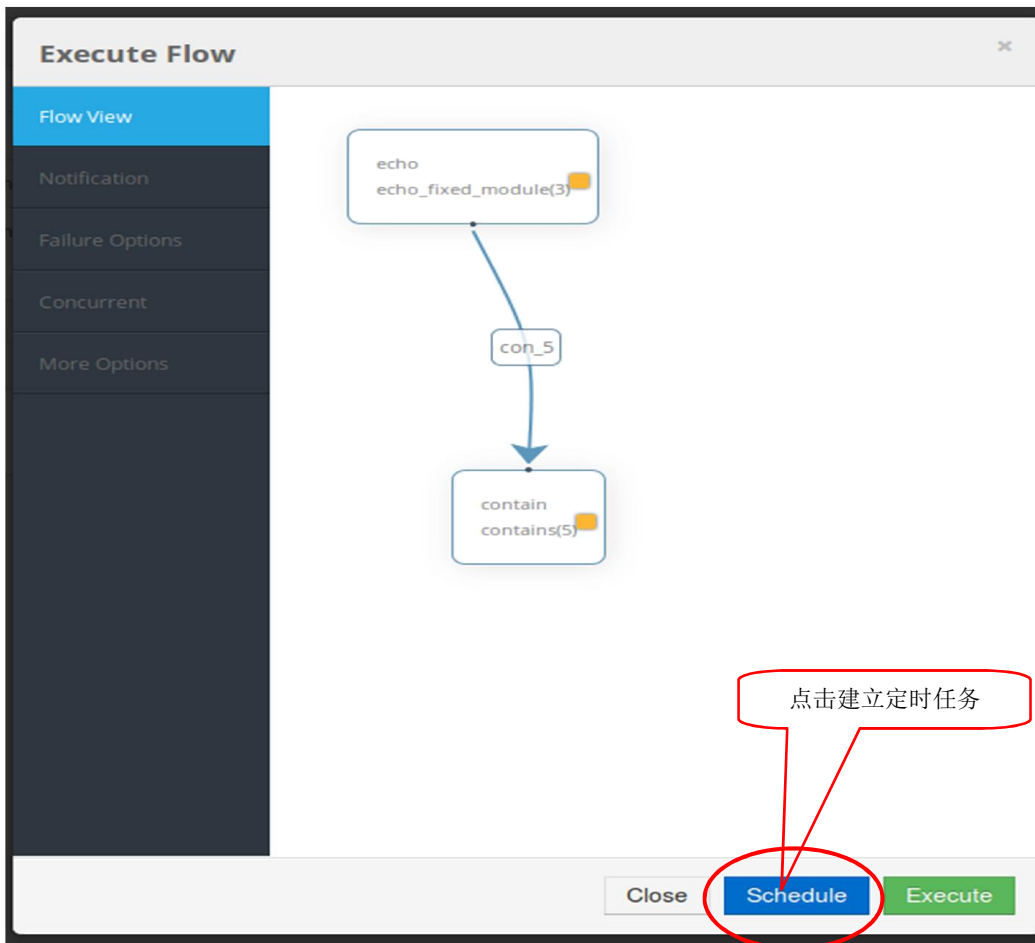 Execute Flow
×
Flow View
Notification
Failure Options
Concurrent
More Options
echo
echo_fixed_module(3)
con_5
contain
contains(5)
点击建立定时任务
Close
Schedule
Execute